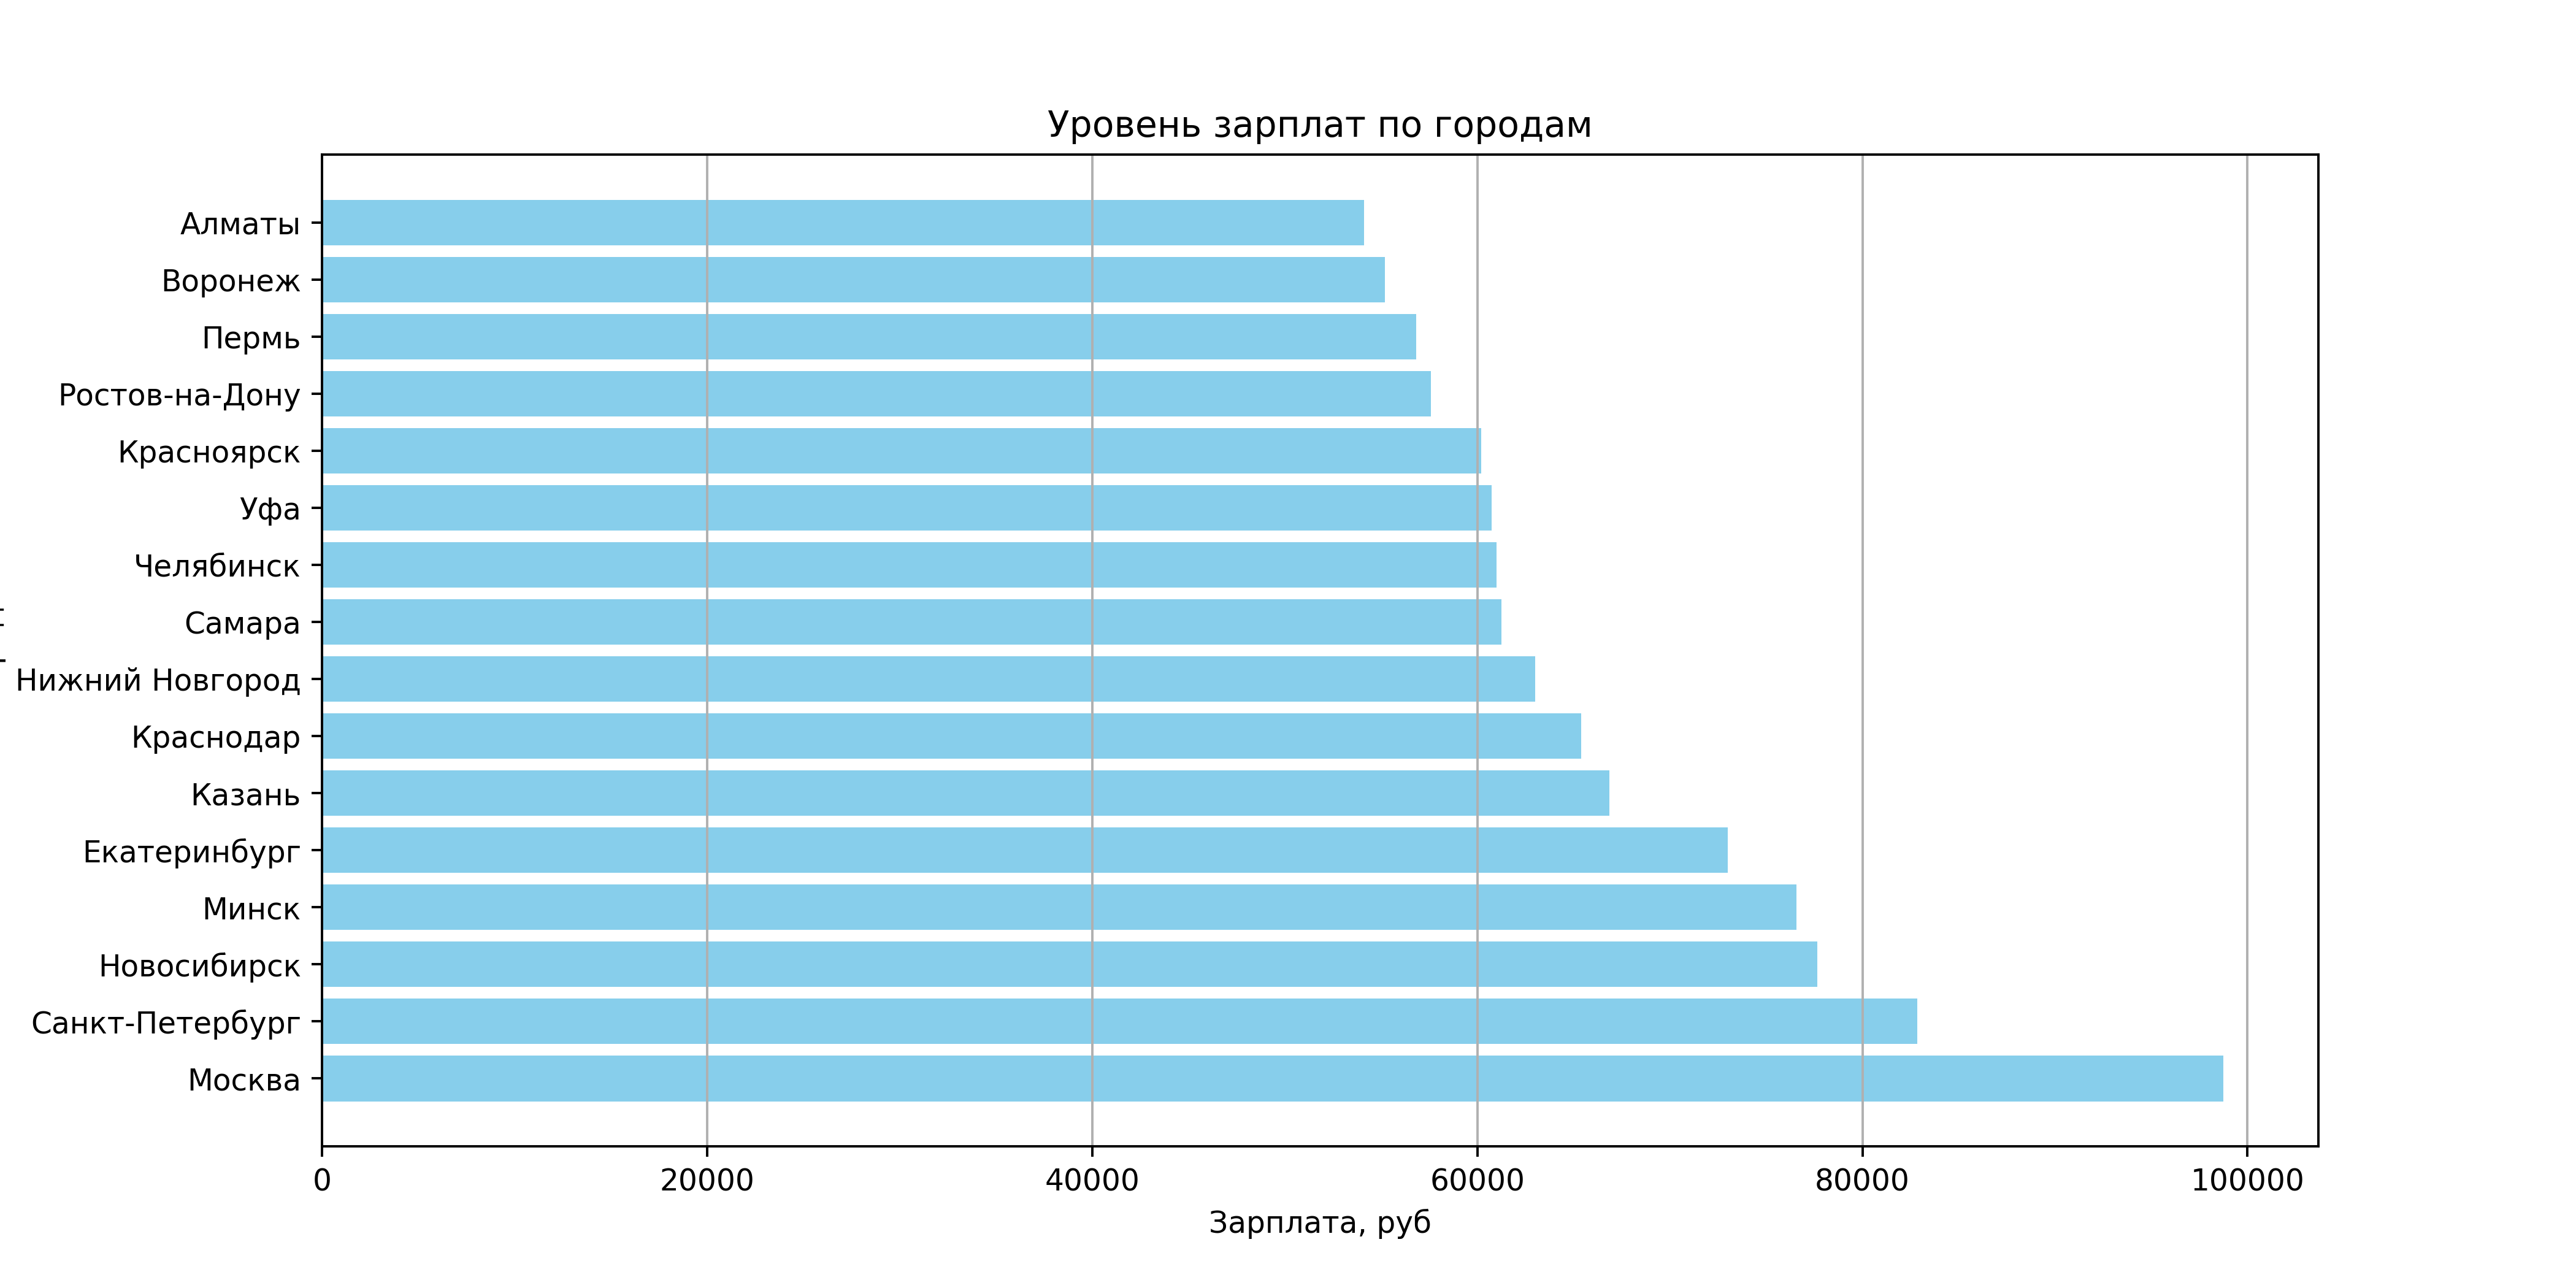 Уровень зарплат по городам
Алматы
Воронеж
Пермь
Ростов-на-Дону
Красноярск
Уфа
Челябинск
Самара
Нижний Новгород
Краснодар
Казань
Екатеринбург
Минск
Новосибирск
Санкт-Петербург
Москва
0 20000 40000 60000 80000 100000
Зарплата, руб